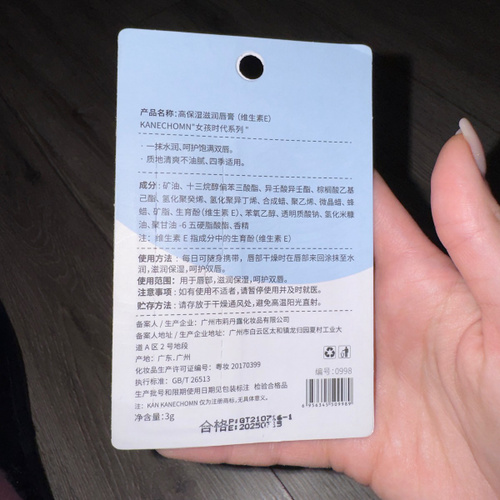 产品名称:高保湿滋润唇膏（维生素E）
KANECHOMN"女孩时代系列"
· 一抹水润、呵护饱满双唇。
· 质地清爽不油腻、四季适用。
成分: 矿油、十三烷醇偏苯三酸酯、异壬酸异壬酯、棕榈酸乙基
己酯、氢化聚癸烯、氢化聚异丁烯、合成蜡、聚乙烯、微晶蜡、蜂
蜡、矿脂、生育酚（维生素 E）、苯氧乙醇、透明质酸钠、氢化米糠
油、聚甘油 -6 五硬脂酸酯、香精
注：维生素 E 指成分中的生育酚（维生素 E）
使用方法：每日可随身携带，唇部干燥时在唇部来回涂抹至水
润，滋润保湿，呵护双唇。
使用范围：用于唇部，滋润保湿，呵护双唇。
注意事项：如有使用不适者，请暂停使用并及时就医。
贮存方法：请存放于干燥通风处，避免高温阳光直射。
备案人 / 生产企业：广州市莉丹鑫化妆品有限公司
备案人地址 / 生产企业地址：广州市白云区太和镇龙归园夏村工业大
道 A 区 2 号地段
产地：广东.广州
化妆品生产许可证编号：粤妆 20170399
执行标准：GB/T 26513
生产批号和限期使用日期见包装标注 检验合格品
注：KAN KANECHOMN 仅为注册商标，无具体意义。
净含量：3g
编号：0998
合格
E:20250715